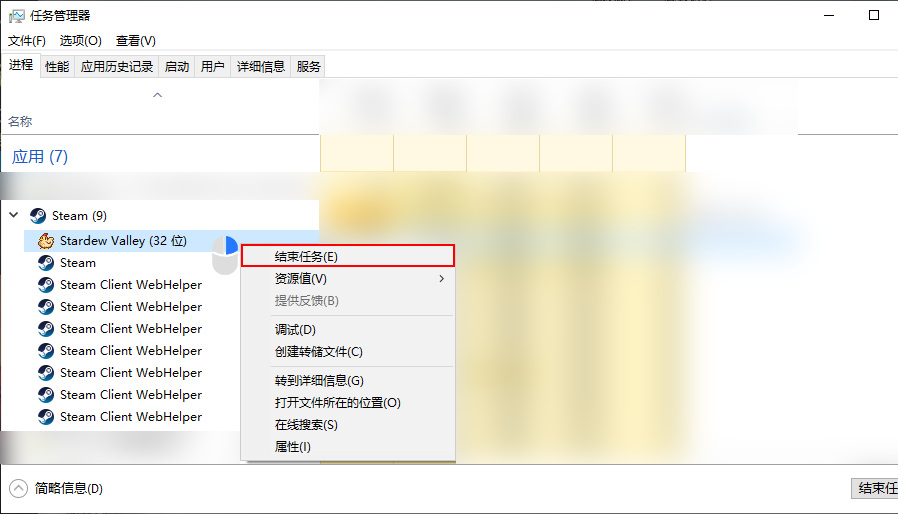 任务管理器
文件(F) 选项(O) 查看(V)
进程 性能 应用历史记录 启动 用户 详细信息 服务
名称
应用 (7)
Steam (9)
Stardew Valley (32 位)
Steam
Steam Client WebHelper
Steam Client WebHelper
Steam Client WebHelper
Steam Client WebHelper
Steam Client WebHelper
Steam Client WebHelper
Steam Client WebHelper
结束任务(E)
资源值(V)
提供反馈(B)
调试(D)
创建转储文件(C)
转到详细信息(G)
打开文件所在的位置(O)
在线搜索(S)
属性(I)
简略信息(D)
结束任